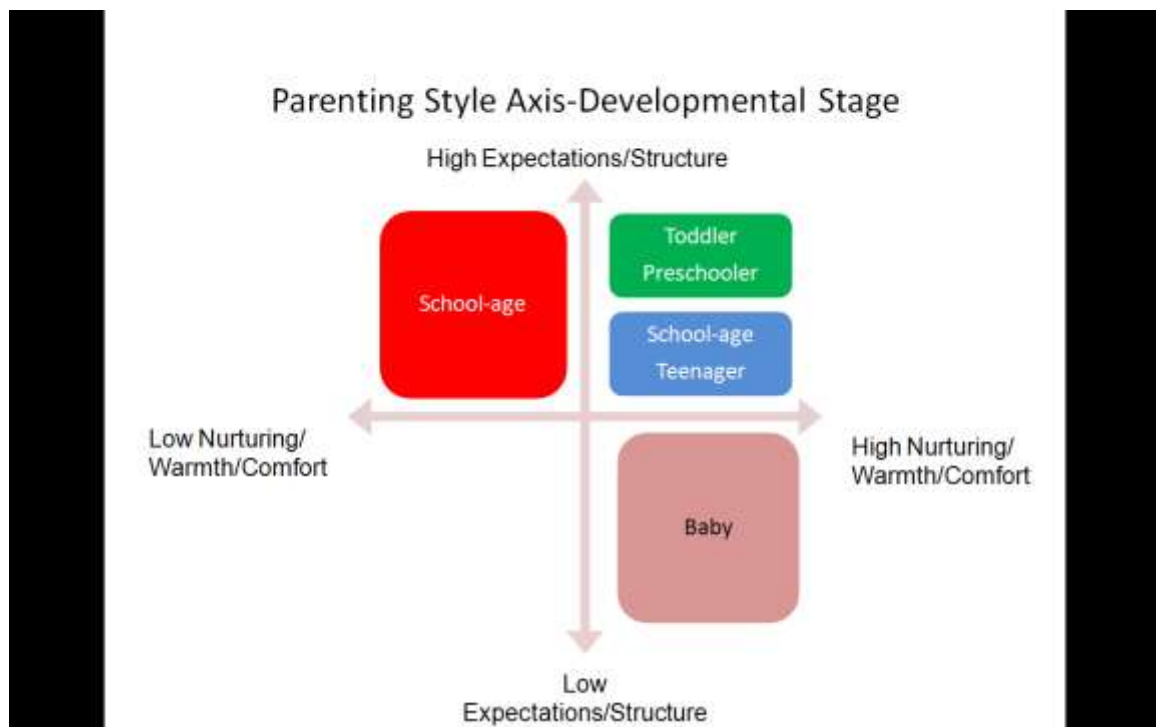 Parenting Style Axis-Developmental Stage
High Expectations/Structure
Toddler
Preschooler
School-age
School-age
Teenager
Low Nurturing/
Warmth/Comfort
High Nurturing/
Warmth/Comfort
Baby
Low
Expectations/Structure